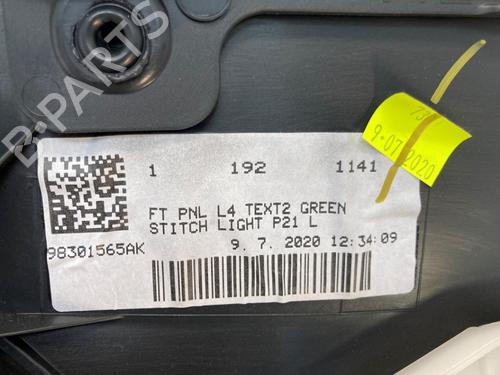 B-PARTS
1 192 1141
FT PNL L4 TEXT2 GREEN
STITCH LIGHT P21 L
98301565AK 9. 7. 2020 12:34:09
9-07-2020